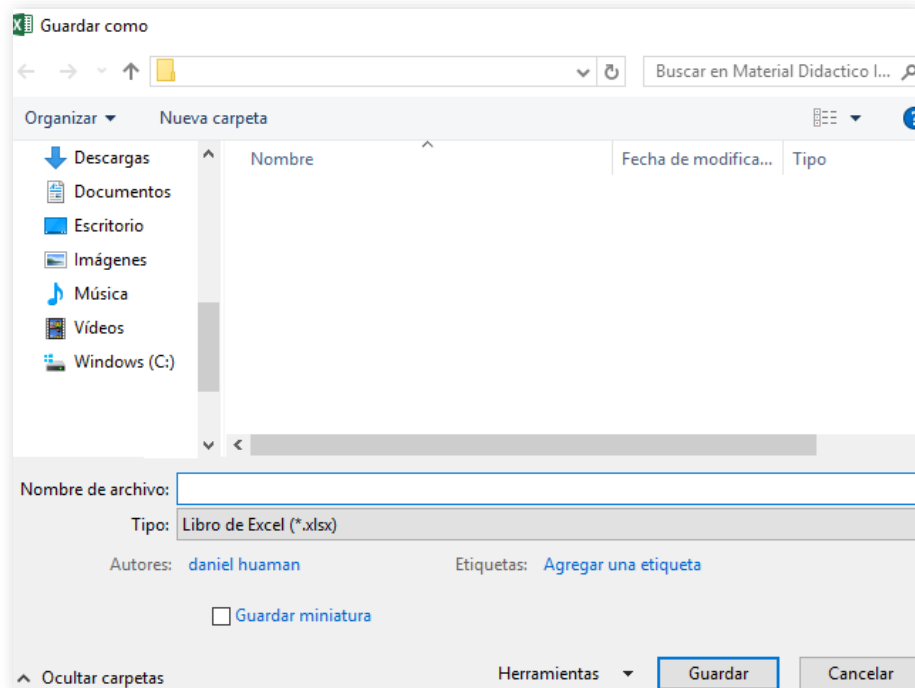 Guardar como
Buscar en Material Didactico I...
Organizar Nueva carpeta
Nombre Fecha de modifica... Tipo
Descargas
Documentos
Escritorio
Imágenes
Música
Vídeos
Windows (C:)
Nombre de archivo:
Tipo: Libro de Excel (*.xlsx)
Autores: daniel huaman Etiquetas: Agregar una etiqueta
Guardar miniatura
Ocultar carpetas Herramientas Guardar Cancelar